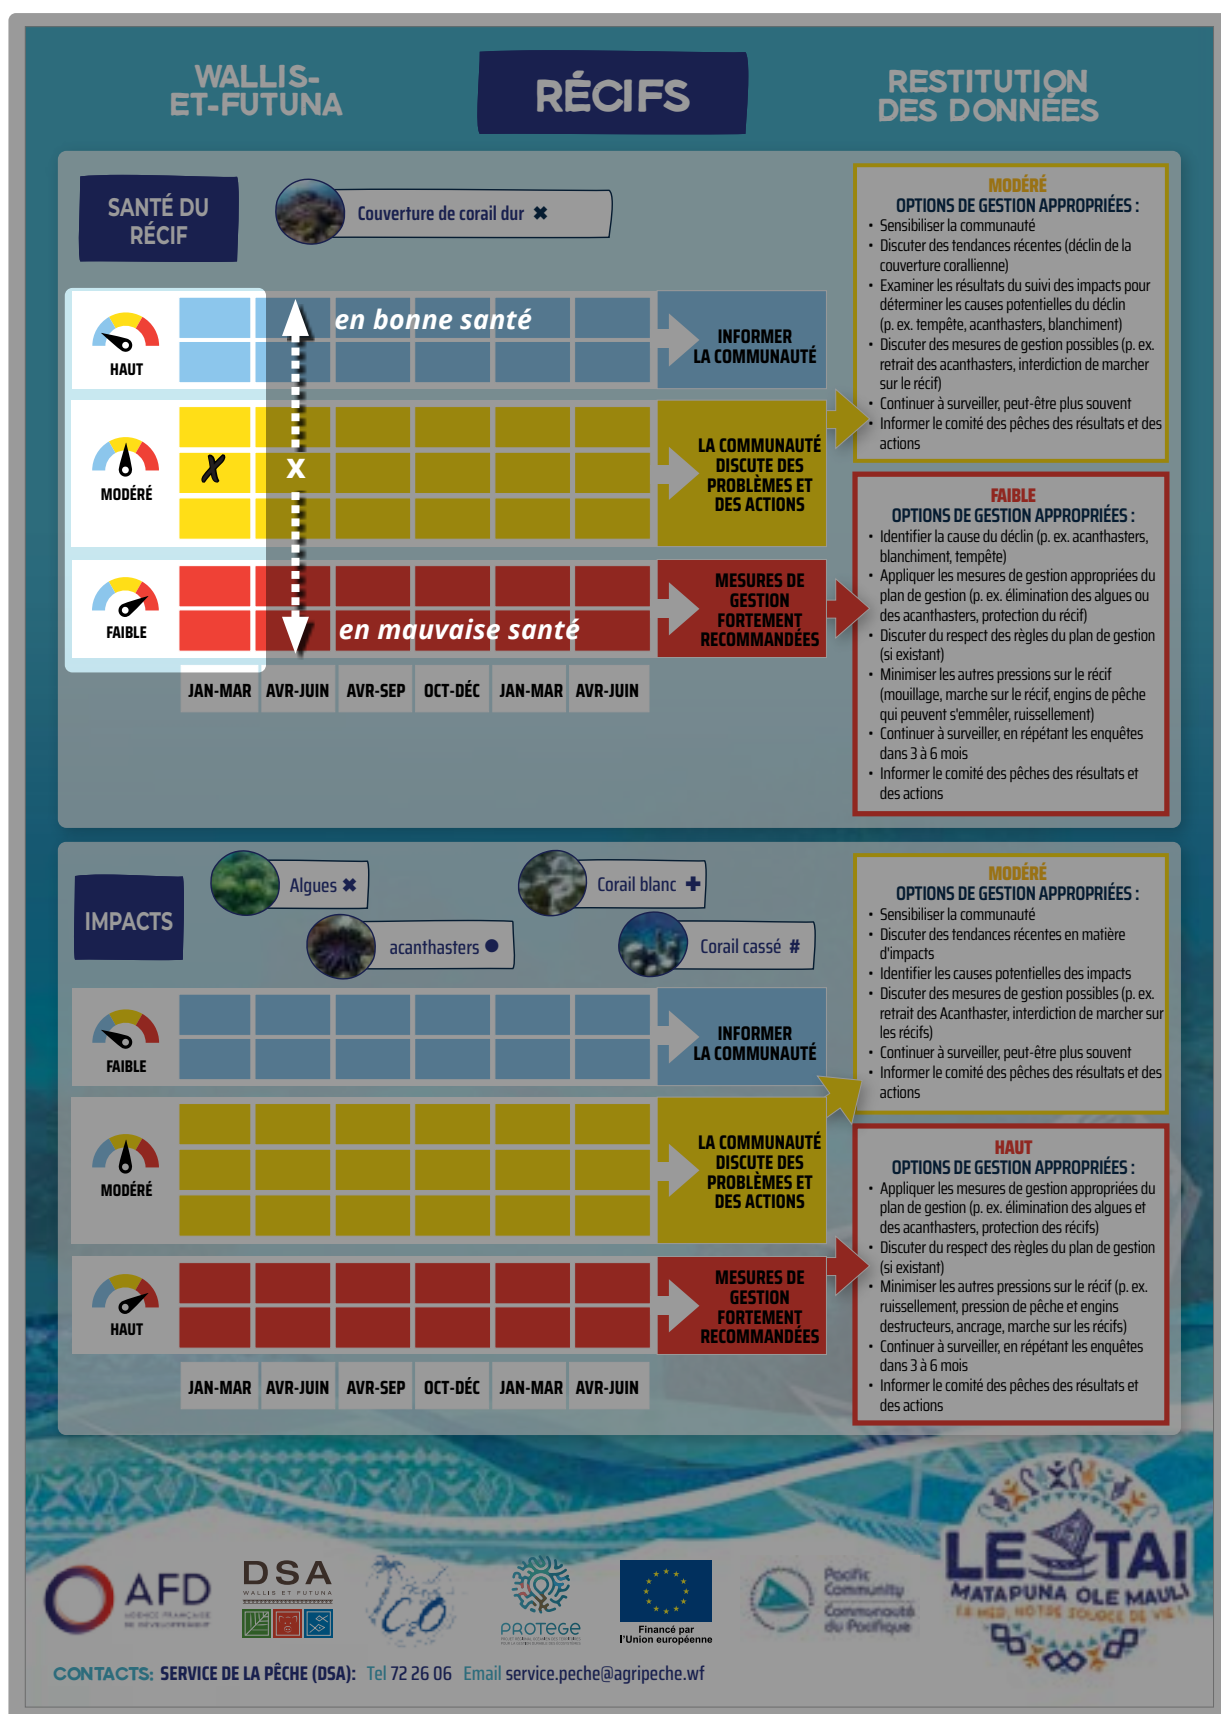 WALLIS-
ET-FUTUNA
RÉCIFS
RESTITUTION
DES DONNÉES
SANTÉ DU
RÉCIF
Couverture de corail dur ✖
HAUT
en bonne santé
INFORMER
LA COMMUNAUTÉ
MODÉRÉ
X
X
LA COMMUNAUTÉ
DISCUTE DES
PROBLÈMES ET
DES ACTIONS
FAIBLE
en mauvaise santé
MESURES DE
GESTION
FORTEMENT
RECOMMANDÉES
JAN-MAR AVR-JUIN AVR-SEP OCT-DÉC JAN-MAR AVR-JUIN
MODÉRÉ
OPTIONS DE GESTION APPROPRIÉES :
• Sensibiliser la communauté
• Discuter des tendances récentes (déclin de la
couverture corallienne)
• Examiner les résultats du suivi des impacts pour
déterminer les causes potentielles du déclin
(p. ex. tempête, acanthasters, blanchiment)
• Discuter des mesures de gestion possibles (p. ex.
retrait des acanthasters, interdiction de marcher
sur le récif)
• Continuer à surveiller, peut-être plus souvent
• Informer le comité des pêches des résultats et des
actions
FAIBLE
OPTIONS DE GESTION APPROPRIÉES :
• Identifier la cause du déclin (p. ex. acanthasters,
blanchiment, tempête)
• Appliquer les mesures de gestion appropriées du
plan de gestion (p. ex. élimination des algues ou
des acanthasters, protection du récif)
• Discuter du respect des règles du plan de gestion
(si existant)
• Minimiser les autres pressions sur le récif
(mouillage, marche sur le récif, engins de pêche
qui peuvent s'emmêler, ruissellement)
• Continuer à surveiller, en répétant les enquêtes
dans 3 à 6 mois
• Informer le comité des pêches des résultats et
des actions
IMPACTS
Algues ✖
Corail blanc ✚
acanthasters ●
Corail cassé #
FAIBLE
INFORMER
LA COMMUNAUTÉ
MODÉRÉ
LA COMMUNAUTÉ
DISCUTE DES
PROBLÈMES ET
DES ACTIONS
HAUT
MESURES DE
GESTION
FORTEMENT
RECOMMANDÉES
JAN-MAR AVR-JUIN AVR-SEP OCT-DÉC JAN-MAR AVR-JUIN
MODÉRÉ
OPTIONS DE GESTION APPROPRIÉES :
• Sensibiliser la communauté
• Discuter des tendances récentes en matière
d'impacts
• Identifier les causes potentielles des impacts
• Discuter des mesures de gestion possibles (p. ex.
retrait des Acanthaster, interdiction de marcher sur
les récifs)
• Continuer à surveiller, peut-être plus souvent
• Informer le comité des pêches des résultats et des
actions
HAUT
OPTIONS DE GESTION APPROPRIÉES :
• Appliquer les mesures de gestion appropriées du
plan de gestion (p. ex. élimination des algues et
des acanthasters, protection des récifs)
• Discuter du respect des règles du plan de gestion
(si existant)
• Minimiser les autres pressions sur le récif (p. ex.
ruissellement, pression de pêche et engins
destructeurs, ancrage, marche sur les récifs)
• Continuer à surveiller, en répétant les enquêtes
dans 3 à 6 mois
• Informer le comité des pêches des résultats et
des actions
AFD
AGENCE FRANÇAISE
DE DÉVELOPPEMENT
DSA
WALLIS ET FUTUNA
PROTEGE
Financé par
l'Union européenne
Pacific
Community
Communauté
du Pacifique
LE TAI
MATAPUNA OLE MAULI
LA MER, NOTRE SOURCE DE VIE !
CONTACTS: SERVICE DE LA PÊCHE (DSA): Tel 72 26 06 Email service.peche@agripeche.wf